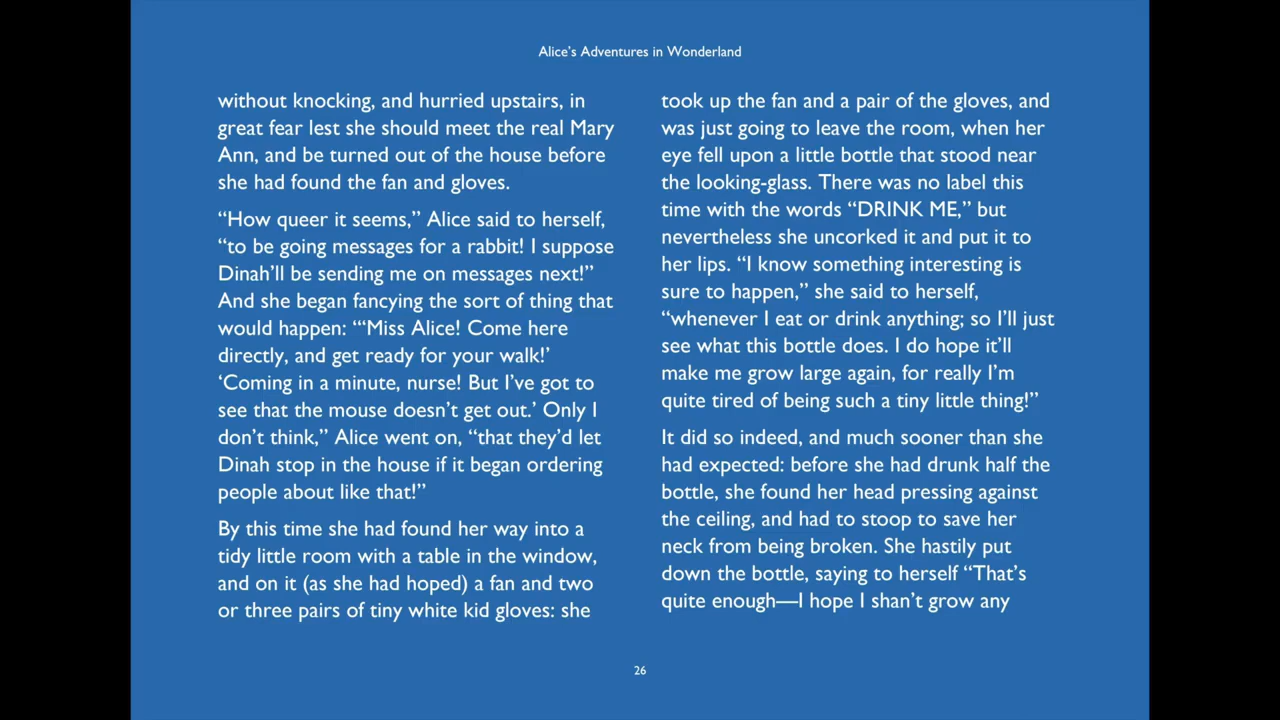 Alice’s Adventures in Wonderland
without knocking, and hurried upstairs, in
great fear lest she should meet the real Mary
Ann, and be turned out of the house before
she had found the fan and gloves.
“How queer it seems,” Alice said to herself,
“to be going messages for a rabbit! I suppose
Dinah’ll be sending me on messages next!”
And she began fancying the sort of thing that
would happen: “‘Miss Alice! Come here
directly, and get ready for your walk!’
‘Coming in a minute, nurse! But I’ve got to
see that the mouse doesn’t get out.’ Only I
don’t think,” Alice went on, “that they’d let
Dinah stop in the house if it began ordering
people about like that!”
By this time she had found her way into a
tidy little room with a table in the window,
and on it (as she had hoped) a fan and two
or three pairs of tiny white kid gloves: she
took up the fan and a pair of the gloves, and
was just going to leave the room, when her
eye fell upon a little bottle that stood near
the looking-glass. There was no label this
time with the words “DRINK ME,” but
nevertheless she uncorked it and put it to
her lips. “I know something interesting is
sure to happen,” she said to herself,
“whenever I eat or drink anything; so I’ll just
see what this bottle does. I do hope it’ll
make me grow large again, for really I’m
quite tired of being such a tiny little thing!”
It did so indeed, and much sooner than she
had expected: before she had drunk half the
bottle, she found her head pressing against
the ceiling, and had to stoop to save her
neck from being broken. She hastily put
down the bottle, saying to herself “That’s
quite enough—I hope I shan’t grow any
26